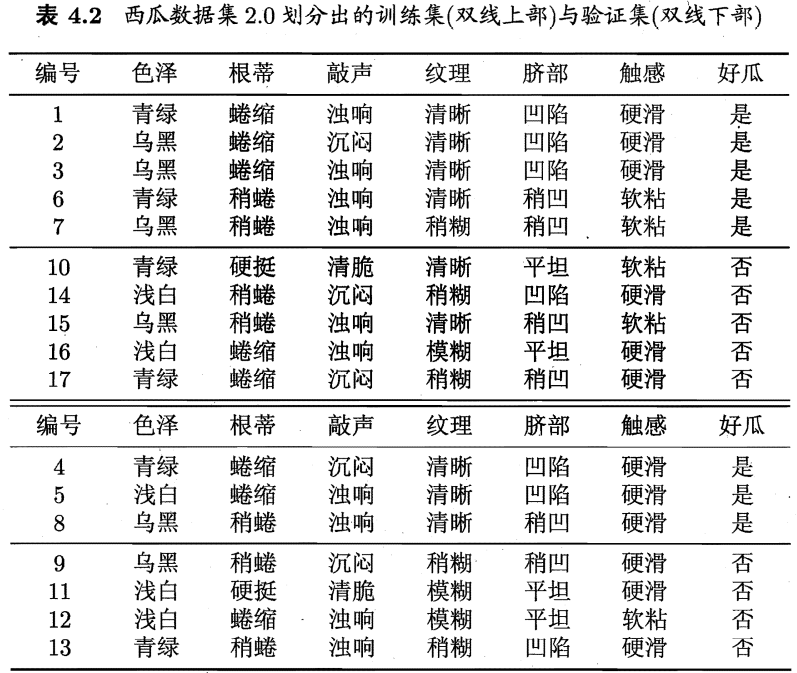 表 4.2 西瓜数据集 2.0 划分出的训练集(双线上部)与验证集(双线下部)
编号 色泽 根蒂 敲声 纹理 脐部 触感 好瓜
1 青绿 蜷缩 浊响 清晰 凹陷 硬滑 是
2 乌黑 蜷缩 沉闷 清晰 凹陷 硬滑 是
3 乌黑 蜷缩 浊响 清晰 凹陷 硬滑 是
6 青绿 稍蜷 浊响 清晰 稍凹 软粘 是
7 乌黑 稍蜷 浊响 稍糊 稍凹 软粘 是
10 青绿 硬挺 清脆 清晰 平坦 软粘 否
14 浅白 稍蜷 沉闷 稍糊 凹陷 硬滑 否
15 乌黑 稍蜷 浊响 清晰 稍凹 软粘 否
16 浅白 蜷缩 浊响 模糊 平坦 硬滑 否
17 青绿 蜷缩 沉闷 稍糊 稍凹 硬滑 否
编号 色泽 根蒂 敲声 纹理 脐部 触感 好瓜
4 青绿 蜷缩 沉闷 清晰 凹陷 硬滑 是
5 浅白 蜷缩 浊响 清晰 凹陷 硬滑 是
8 乌黑 稍蜷 浊响 清晰 稍凹 硬滑 是
9 乌黑 稍蜷 沉闷 稍糊 稍凹 硬滑 否
11 浅白 硬挺 清脆 模糊 平坦 硬滑 否
12 浅白 蜷缩 浊响 模糊 平坦 软粘 否
13 青绿 稍蜷 浊响 稍糊 凹陷 硬滑 否